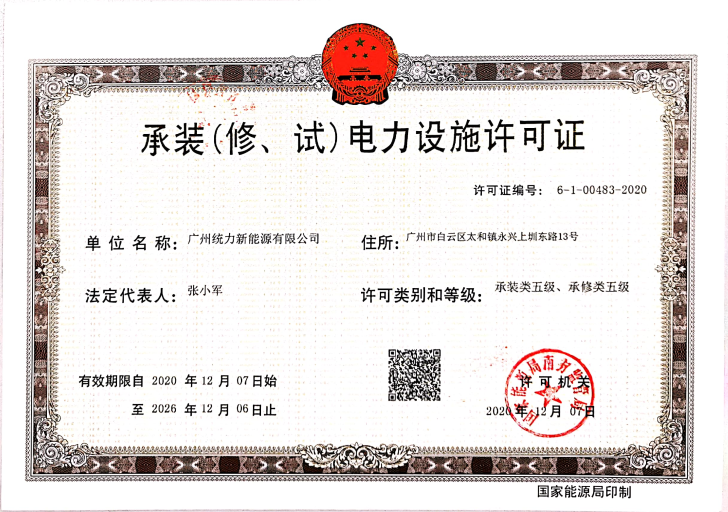 承装(修、试)电力设施许可证
许可证编号: 6-1-00483-2020
单位名称: 广州统力新能源有限公司
住所: 广州市白云区太和镇永兴上圳东路13号
法定代表人: 张小军
许可类别和等级: 承装类五级、承修类五级
有效期限自 2020 年 12 月 07 日始
至 2026 年 12 月 06 日止
国家能源局南方监管局
许可机关
2020 年 12 月 07 日
国家能源局印制